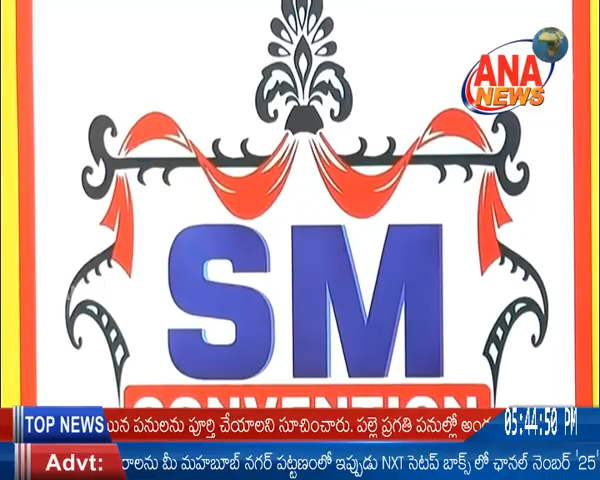 ANA
NEWS
SM
CONVENTION
TOP NEWS
పనులను పూర్తి చేయాలని సూచించారు. పల్లె ప్రగతి పనుల్లో
05:44:50 PM
Advt:
మీ మహబూబ్ నగర్ పట్టణంలో ఇప్పుడు NXT సెటప్ బాక్స్ లో ఛానల్ నెంబర్ '25'